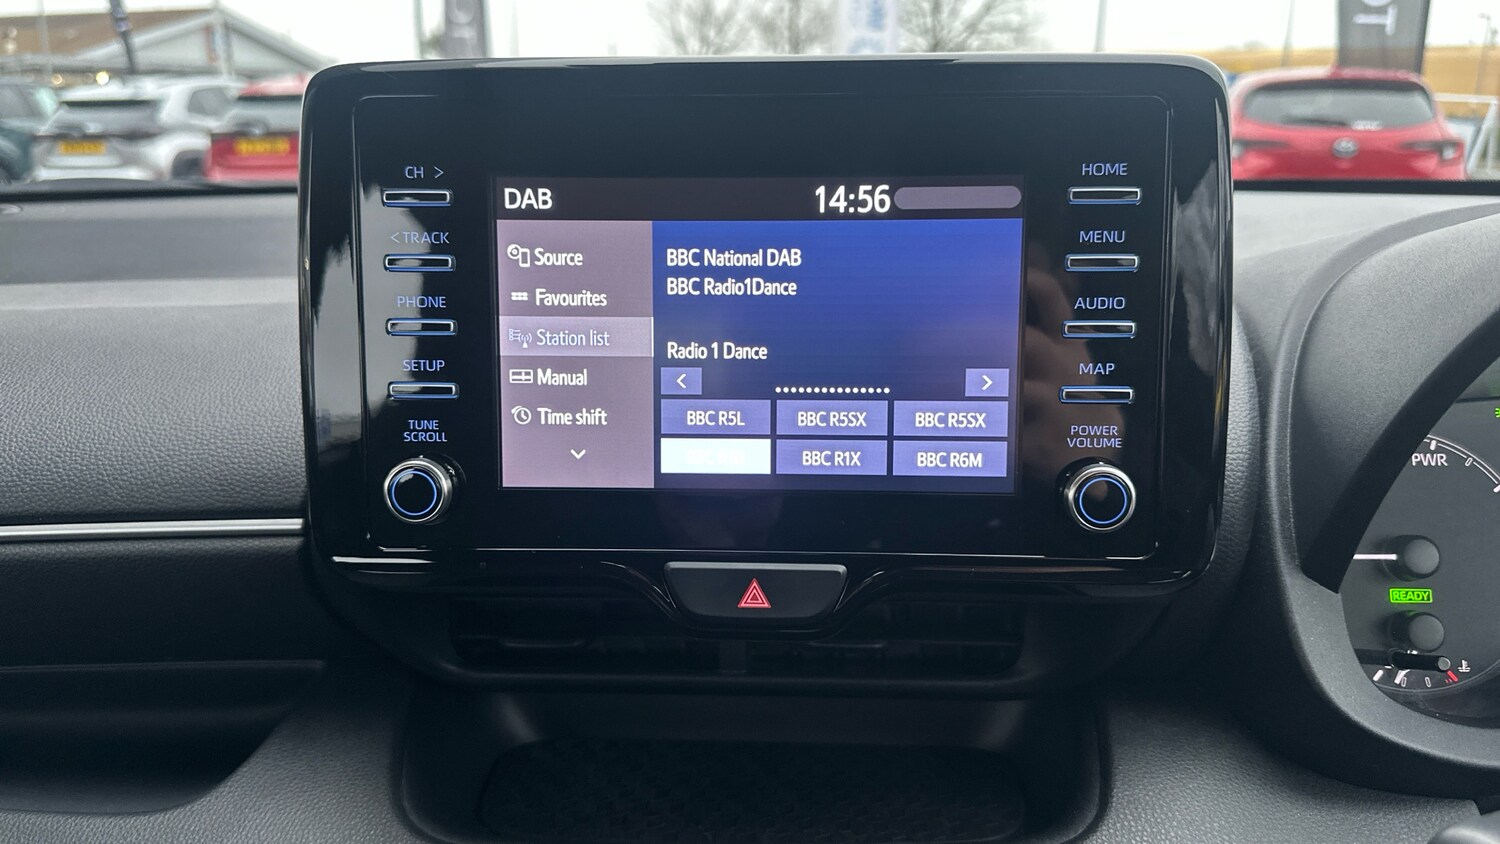 CH >
< TRACK
PHONE
SETUP
TUNE
SCROLL
DAB
14:56
Source
Favourites
Station list
Manual
Time shift
BBC National DAB
BBC Radio1Dance
Radio 1 Dance
<
>
BBC R5L
BBC R5SX
BBC R5SX
BBC R1X
BBC R6M
HOME
MENU
AUDIO
MAP
POWER
VOLUME
PWR
READY